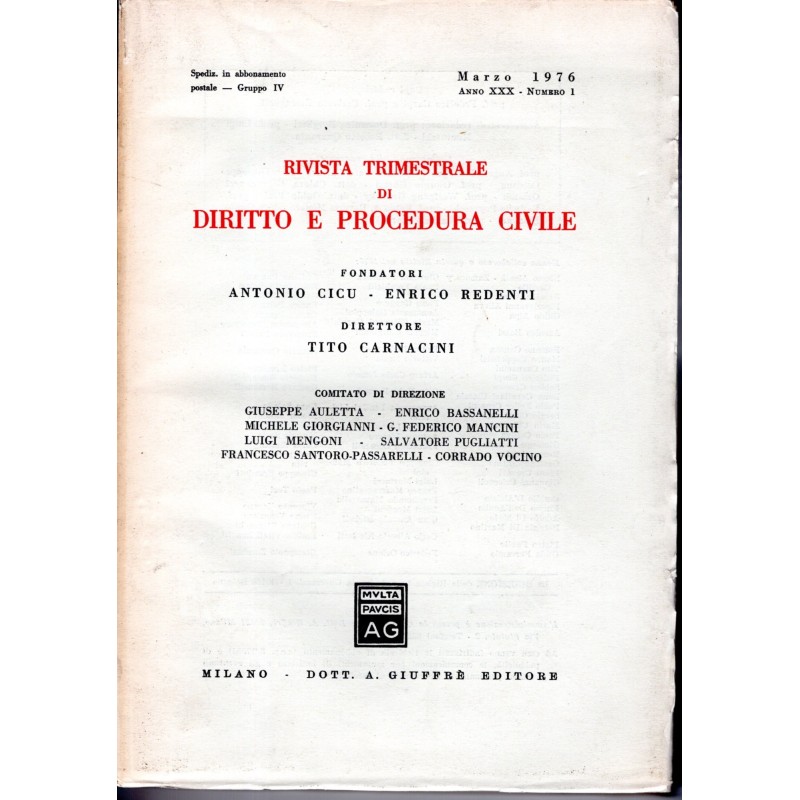 Spediz. in abbonamento
postale — Gruppo IV
Marzo 1976
ANNO XXX - NUMERO 1
RIVISTA TRIMESTRALE
DI
DIRITTO E PROCEDURA CIVILE
FONDATORI
ANTONIO CICU - ENRICO REDENTI
DIRETTORE
TITO CARNACINI
COMITATO DI DIREZIONE
GIUSEPPE AULETTA - ENRICO BASSANELLI
MICHELE GIORGIANNI - G. FEDERICO MANCINI
LUIGI MENGONI - SALVATORE PUGLIATTI
FRANCESCO SANTORO-PASSARELLI - CORRADO VOCINO
MVLTA
PAVCIS
AG
MILANO - DOTT. A. GIUFFRÈ EDITORE